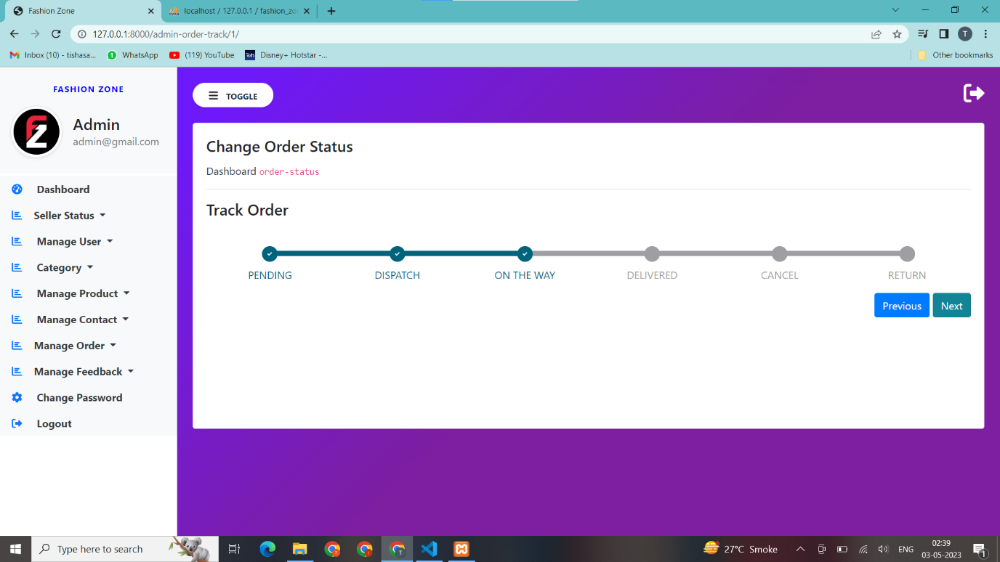 Fashion Zone
localhost / 127.0.0.1 / fashion_zo
127.0.0.1:8000/admin-order-track/1/
T
Inbox (10) - tishasa...
WhatsApp
(119) YouTube
Disney+ Hotstar -...
Other bookmarks
FASHION ZONE
Admin
admin@gmail.com
Dashboard
Seller Status
Manage User
Category
Manage Product
Manage Contact
Manage Order
Manage Feedback
Change Password
Logout
TOGGLE
Change Order Status
Dashboard order-status
Track Order
PENDING
DISPATCH
ON THE WAY
DELIVERED
CANCEL
RETURN
Previous
Next
Type here to search
27°C Smoke
ENG
02:39
03-05-2023
1